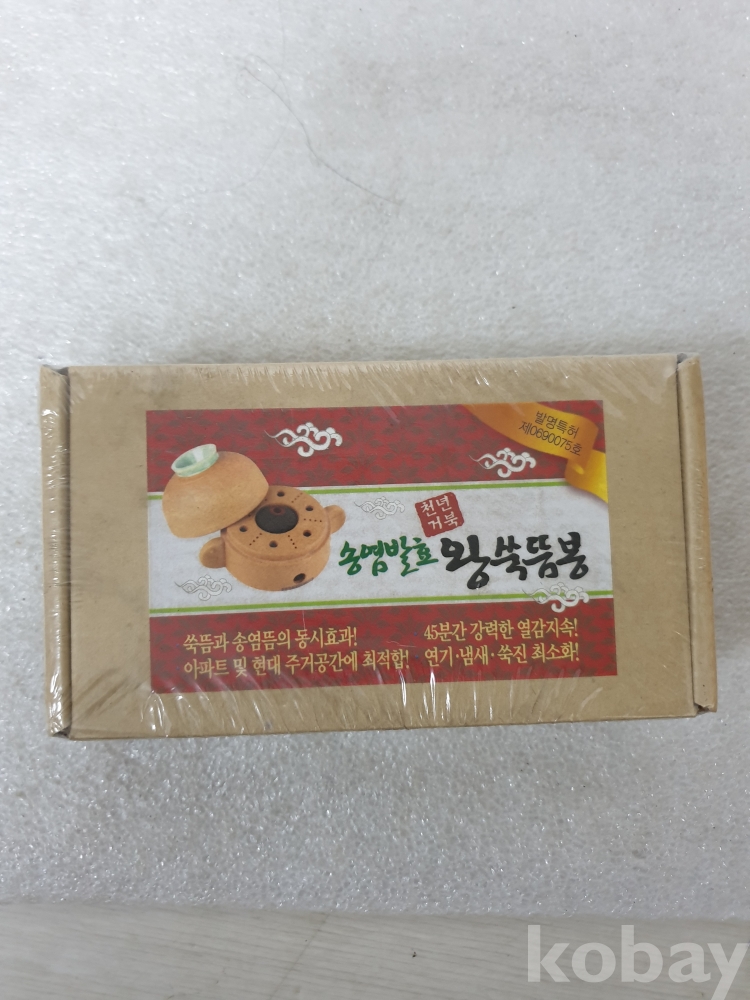 발명특허
제0690075호
천년
거북
송염발효 왕쑥뜸봉
쑥뜸과 송염뜸의 동시효과!
아파트 및 현대 주거공간에 최적합!
45분간 강력한 열감지속!
연기·냄새·쑥진 최소화!
kobay